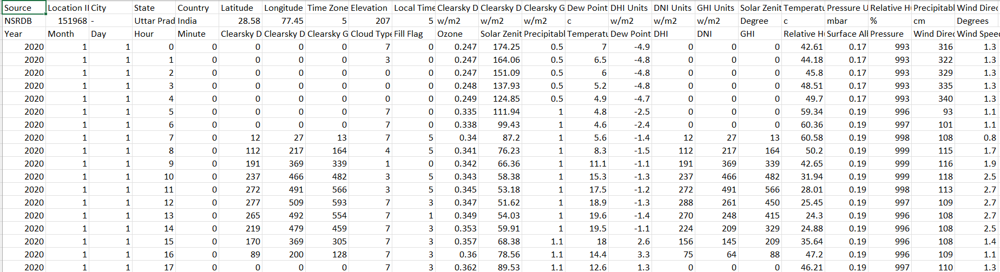 Source Location II City State Country Latitude Longitude Time Zone Elevation Local Time Clearsky D Clearsky D Clearsky G Dew Point DHI Units DNI Units GHI Units Solar Zenit Temperatu Pressure U Relative Hu Precipitabl Wind Direc
NSRDB 151968 - Uttar Prad India 28.58 77.45 5 207 5 w/m2 w/m2 w/m2 c w/m2 w/m2 w/m2 Degree c mbar % cm Degrees
Year Month Day Hour Minute Clearsky D Clearsky D Clearsky G Cloud Type Fill Flag Ozone Solar Zenit Precipitabl Temperatu Dew Point DHI DNI GHI Relative Hu Surface Alb Pressure Wind Direc Wind Speed
2020 1 1 0 0 0 0 0 7 0 0.247 174.25 0.5 7 -4.9 0 0 0 42.61 0.17 993 316 1.3
2020 1 1 1 0 0 0 0 3 0 0.247 164.06 0.5 6.5 -4.8 0 0 0 44.18 0.17 993 322 1.3
2020 1 1 2 0 0 0 0 0 0 0.247 151.09 0.5 6 -4.8 0 0 0 45.8 0.17 993 329 1.3
2020 1 1 3 0 0 0 0 0 0 0.248 137.93 0.5 5.2 -4.8 0 0 0 48.51 0.17 993 335 1.3
2020 1 1 4 0 0 0 0 0 0 0.249 124.85 0.5 4.9 -4.7 0 0 0 49.7 0.17 993 340 1.3
2020 1 1 5 0 0 0 0 7 0 0.335 111.94 1 4.8 -2.5 0 0 0 59.34 0.19 996 93 1.1
2020 1 1 6 0 0 0 0 7 0 0.338 99.43 1 4.6 -2.4 0 0 0 60.36 0.19 997 101 1.1
2020 1 1 7 0 12 27 13 7 5 0.34 87.2 1 5.6 -1.4 12 27 13 60.58 0.19 998 108 0.8
2020 1 1 8 0 112 217 164 4 5 0.341 76.23 1 8.3 -1.5 112 217 164 50.2 0.19 999 115 1.7
2020 1 1 9 0 191 369 339 1 0 0.342 66.36 1 11.1 -1.1 191 369 339 42.65 0.19 999 116 1.9
2020 1 1 10 0 237 466 482 3 5 0.343 58.38 1 15.3 -1.3 237 466 482 31.94 0.19 999 118 2.5
2020 1 1 11 0 272 491 566 3 5 0.345 53.18 1 17.5 -1.2 272 491 566 28.01 0.19 998 113 2.7
2020 1 1 12 0 277 509 593 7 3 0.347 51.62 1 18.9 -1.3 288 261 450 25.45 0.19 997 109 2.7
2020 1 1 13 0 265 492 554 7 1 0.349 54.03 1 19.6 -1.4 270 248 415 24.3 0.19 996 108 2.7
2020 1 1 14 0 219 479 459 7 3 0.353 59.91 1 19.5 -1.1 224 209 329 24.88 0.19 996 108 2.5
2020 1 1 15 0 170 369 305 7 3 0.357 68.38 1.1 18 2.6 156 145 209 35.64 0.19 996 108 1.4
2020 1 1 16 0 89 200 128 7 3 0.36 78.56 1.1 14.4 3.3 75 64 88 47.2 0.19 996 109 1.1
2020 1 1 17 0 0 0 0 7 3 0.362 89.53 1.1 12.6 1.3 0 0 0 46.21 0.19 997 110 1.3